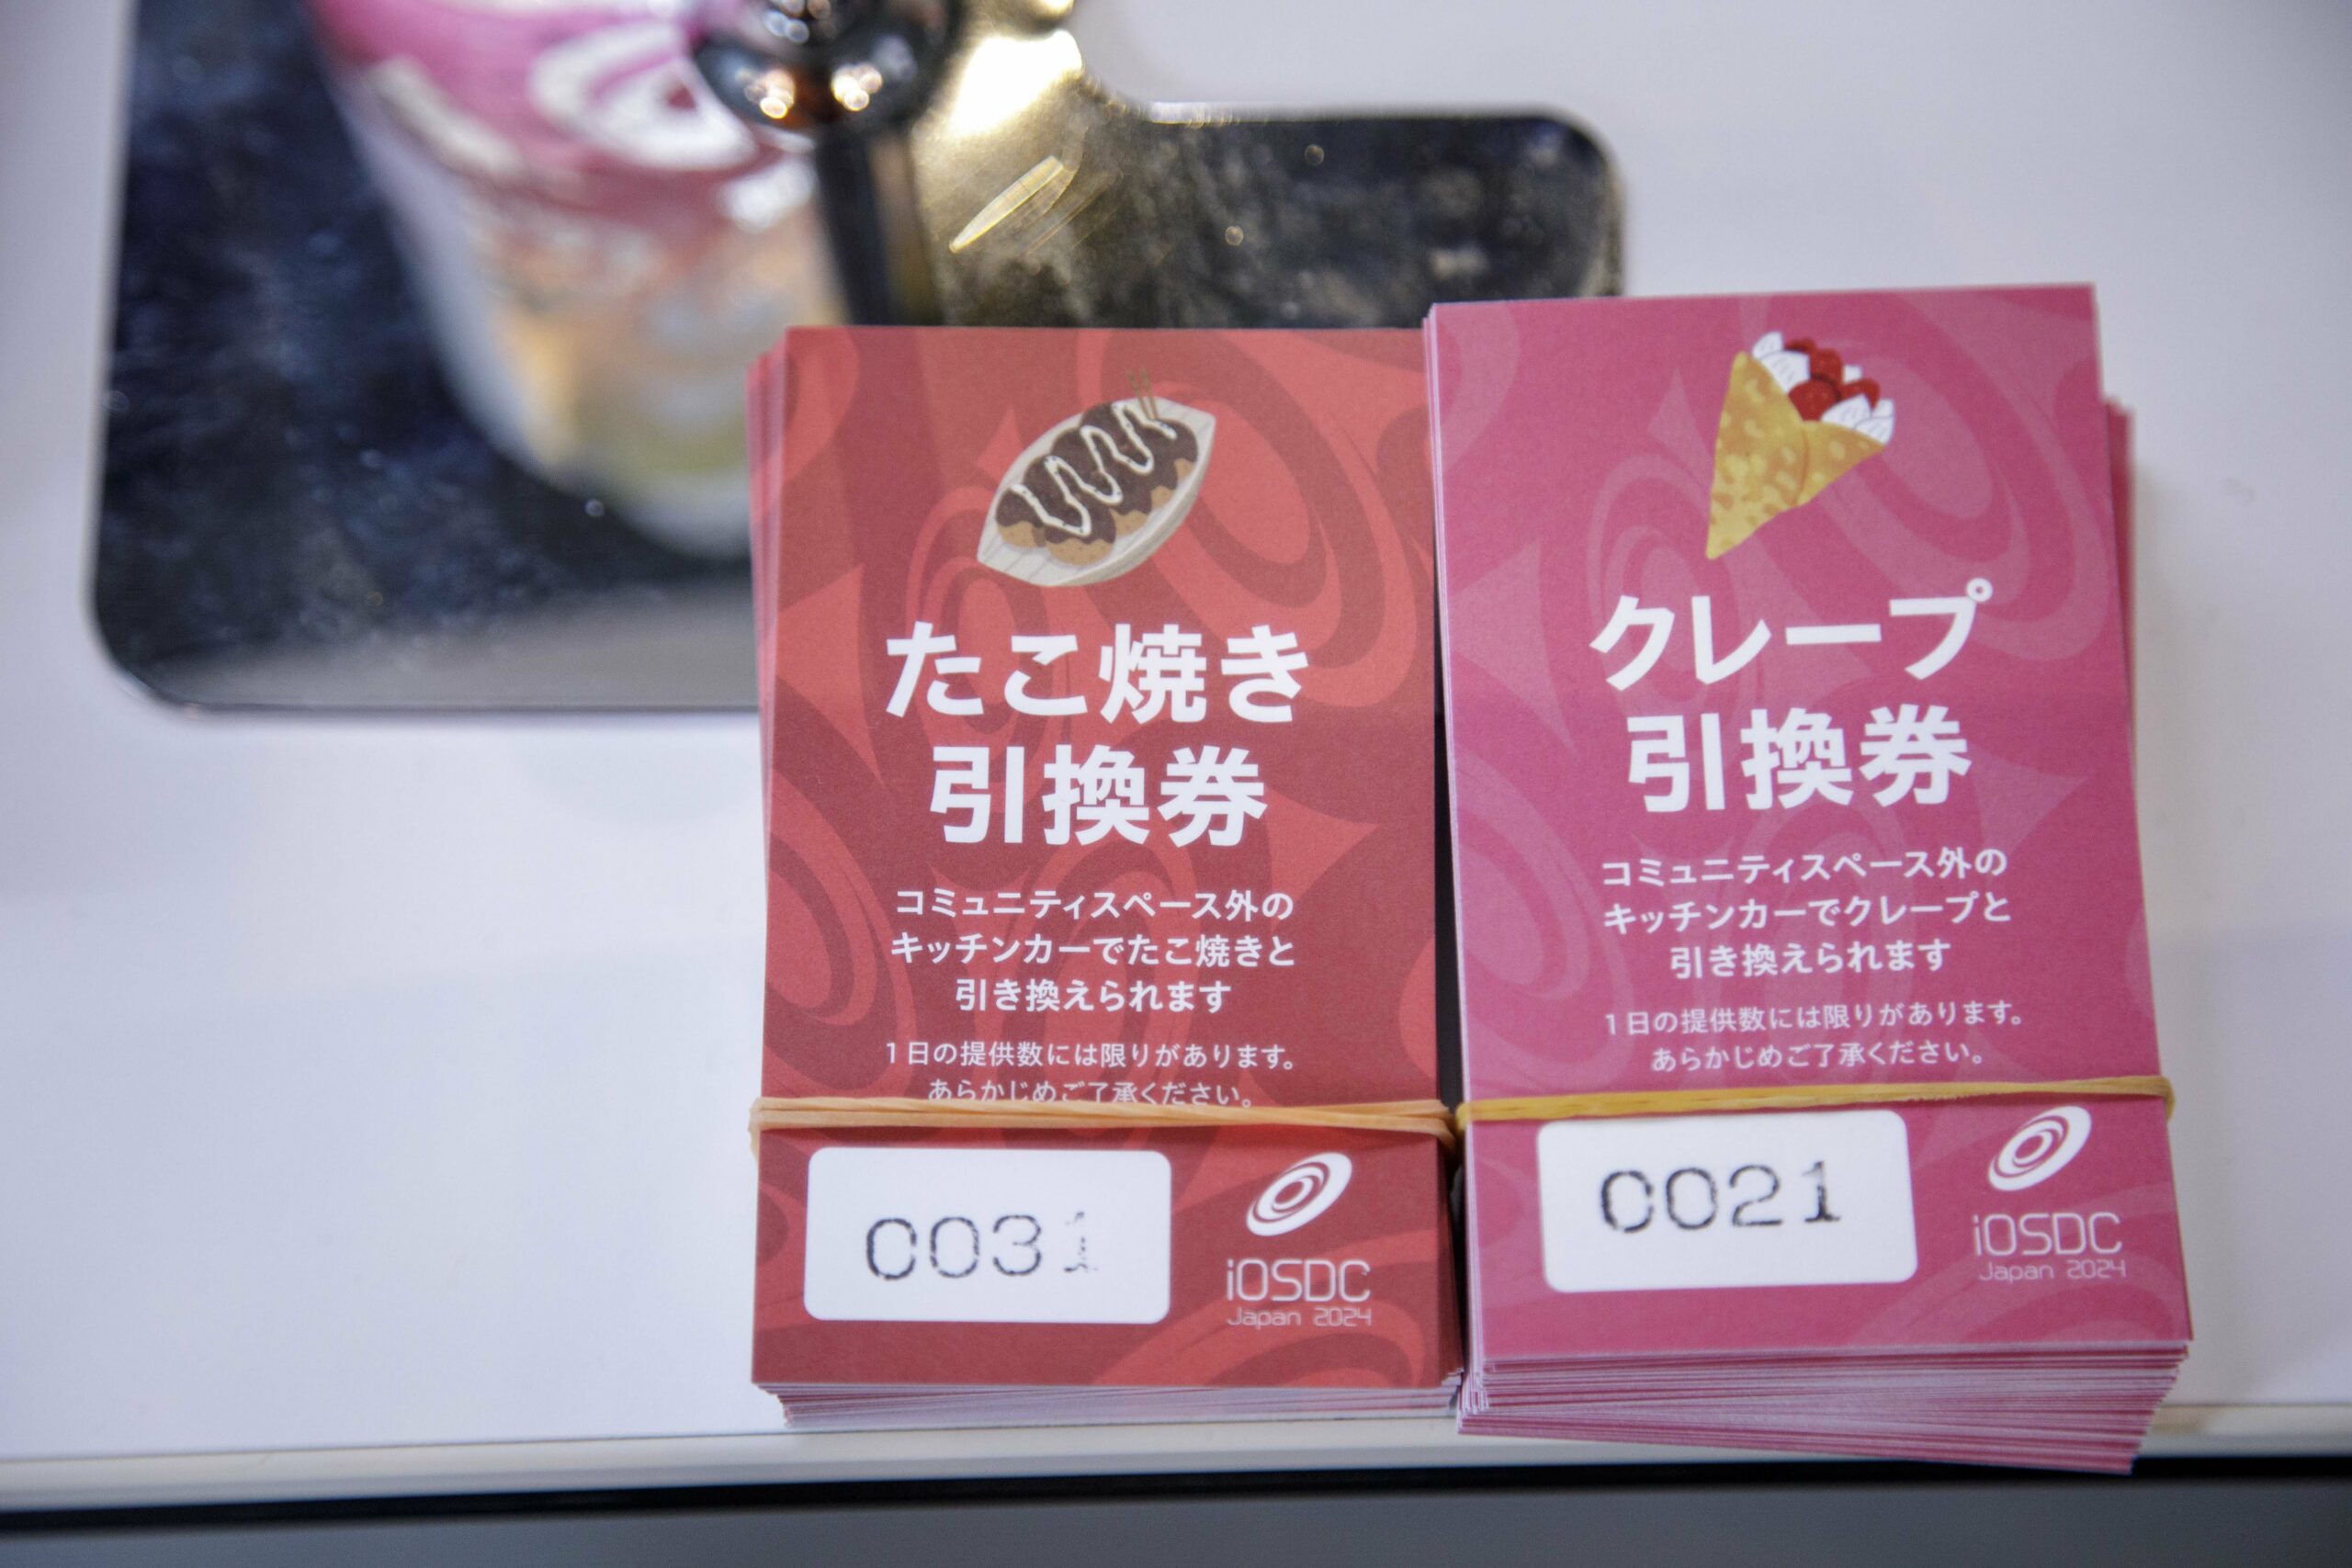 たこ焼き
引換券
コミュニティスペース外の
キッチンカーでたこ焼きと
引き換えられます
1日の提供数には限りがあります。
あらかじめご了承ください。
0031
iOSDC
Japan 2024
クレープ
引換券
コミュニティスペース外の
キッチンカーでクレープと
引き換えられます
1日の提供数には限りがあります。
あらかじめご了承ください。
0021
iOSDC
Japan 2024